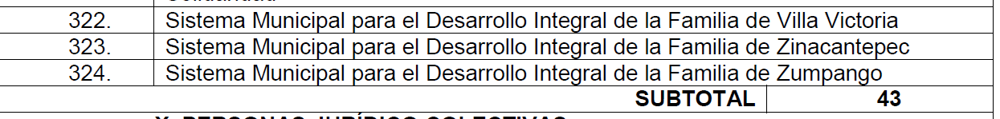 322. Sistema Municipal para el Desarrollo Integral de la Familia de Villa Victoria
323. Sistema Municipal para el Desarrollo Integral de la Familia de Zinacantepec
324. Sistema Municipal para el Desarrollo Integral de la Familia de Zumpango
SUBTOTAL 43